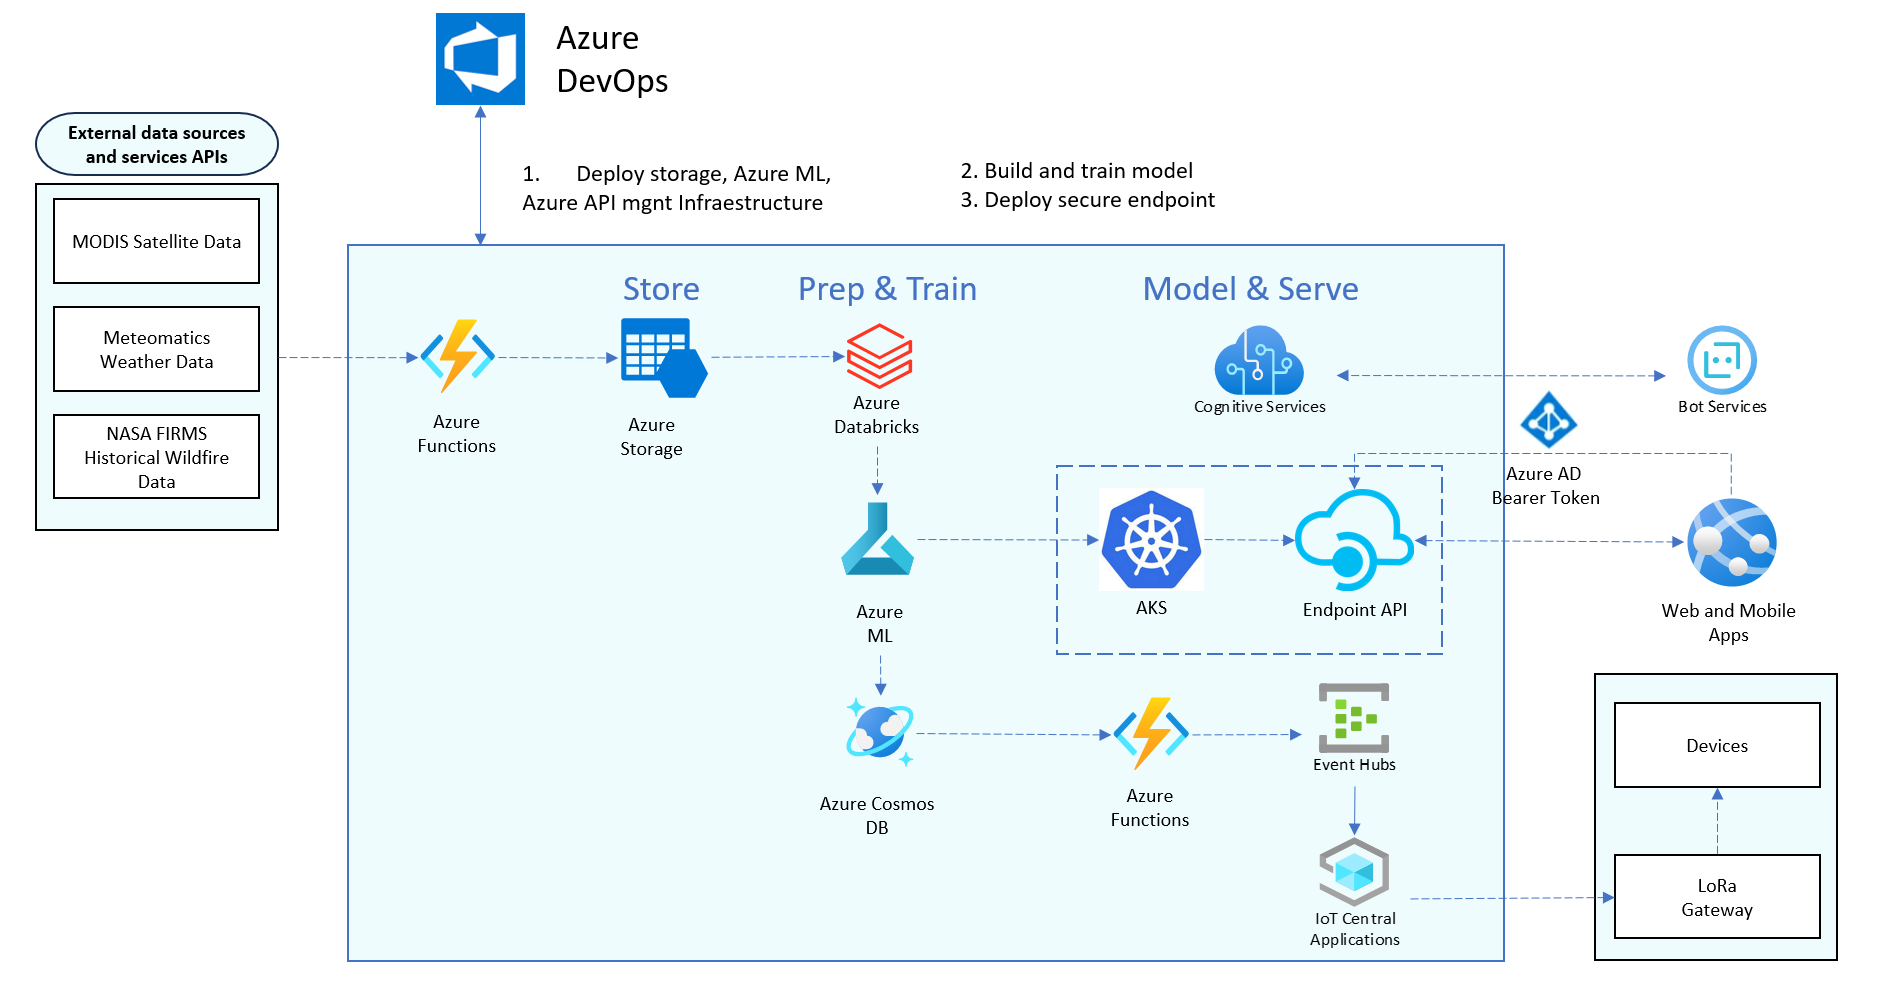 Azure
DevOps
External data sources
and services APIs
1. Deploy storage, Azure ML,
Azure API mgnt Infraestructure
2. Build and train model
3. Deploy secure endpoint
MODIS Satellite Data
Meteomatics
Weather Data
NASA FIRMS
Historical Wildfire
Data
Store
Prep & Train
Model & Serve
Azure
Functions
Azure
Storage
Azure
Databricks
Cognitive Services
Bot Services
Azure AD
Bearer Token
Azure
ML
AKS
Endpoint API
Web and Mobile
Apps
Azure Cosmos
DB
Azure
Functions
Event Hubs
IoT Central
Applications
Devices
LoRa
Gateway